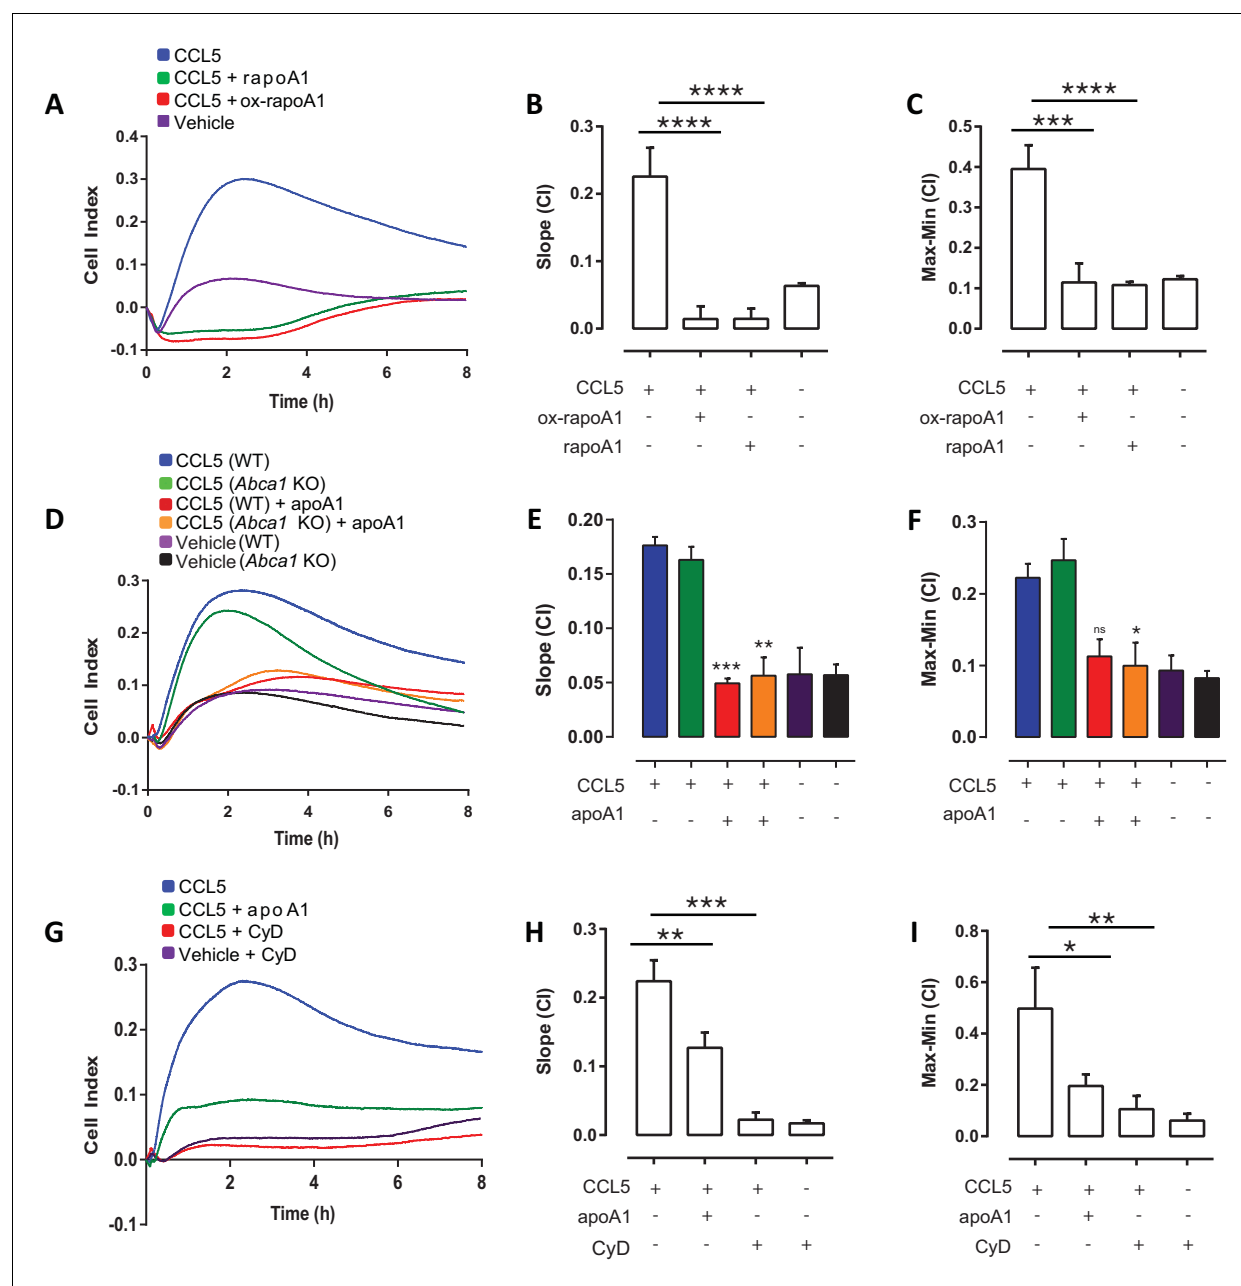 CCL5
CCL5 + rapoA1
CCL5 + ox-rapoA1
Vehicle
A
Cell Index
0.4
0.3
0.2
0.1
0.0
-0.1
0 2 4 6 8
Time (h)
B
****
****
Slope (CI)
0.3
0.2
0.1
0.0
CCL5 + + + -
ox-rapoA1 - + - -
rapoA1 - - + -
C
****
***
Max-Min (CI)
0.5
0.4
0.3
0.2
0.1
0.0
CCL5 + + + -
ox-rapoA1 - + - -
rapoA1 - - + -
CCL5 (WT)
CCL5 (Abca1 KO)
CCL5 (WT) + apoA1
CCL5 (Abca1 KO) + apoA1
Vehicle (WT)
Vehicle (Abca1 KO)
D
Cell Index
0.3
0.2
0.1
0.0
-0.1
0 2 4 6 8
Time (h)
E
Slope (CI)
0.20
0.15
0.10
0.05
0.00
*** **
CCL5 + + + + - -
apoA1 - - + + - -
F
Max-Min (CI)
0.3
0.2
0.1
0.0
ns *
CCL5 + + + + - -
apoA1 - - + + - -
CCL5
CCL5 + apoA1
CCL5 + CyD
Vehicle + CyD
G
Cell Index
0.3
0.2
0.1
0.0
-0.1
2 4 6 8
Time (h)
H
***
**
Slope (CI)
0.3
0.2
0.1
0.0
CCL5 + + + -
apoA1 - + - -
CyD - - + +
I
**
*
Max-Min (CI)
0.8
0.6
0.4
0.2
0.0
CCL5 + + + -
apoA1 - + - -
CyD - - + +